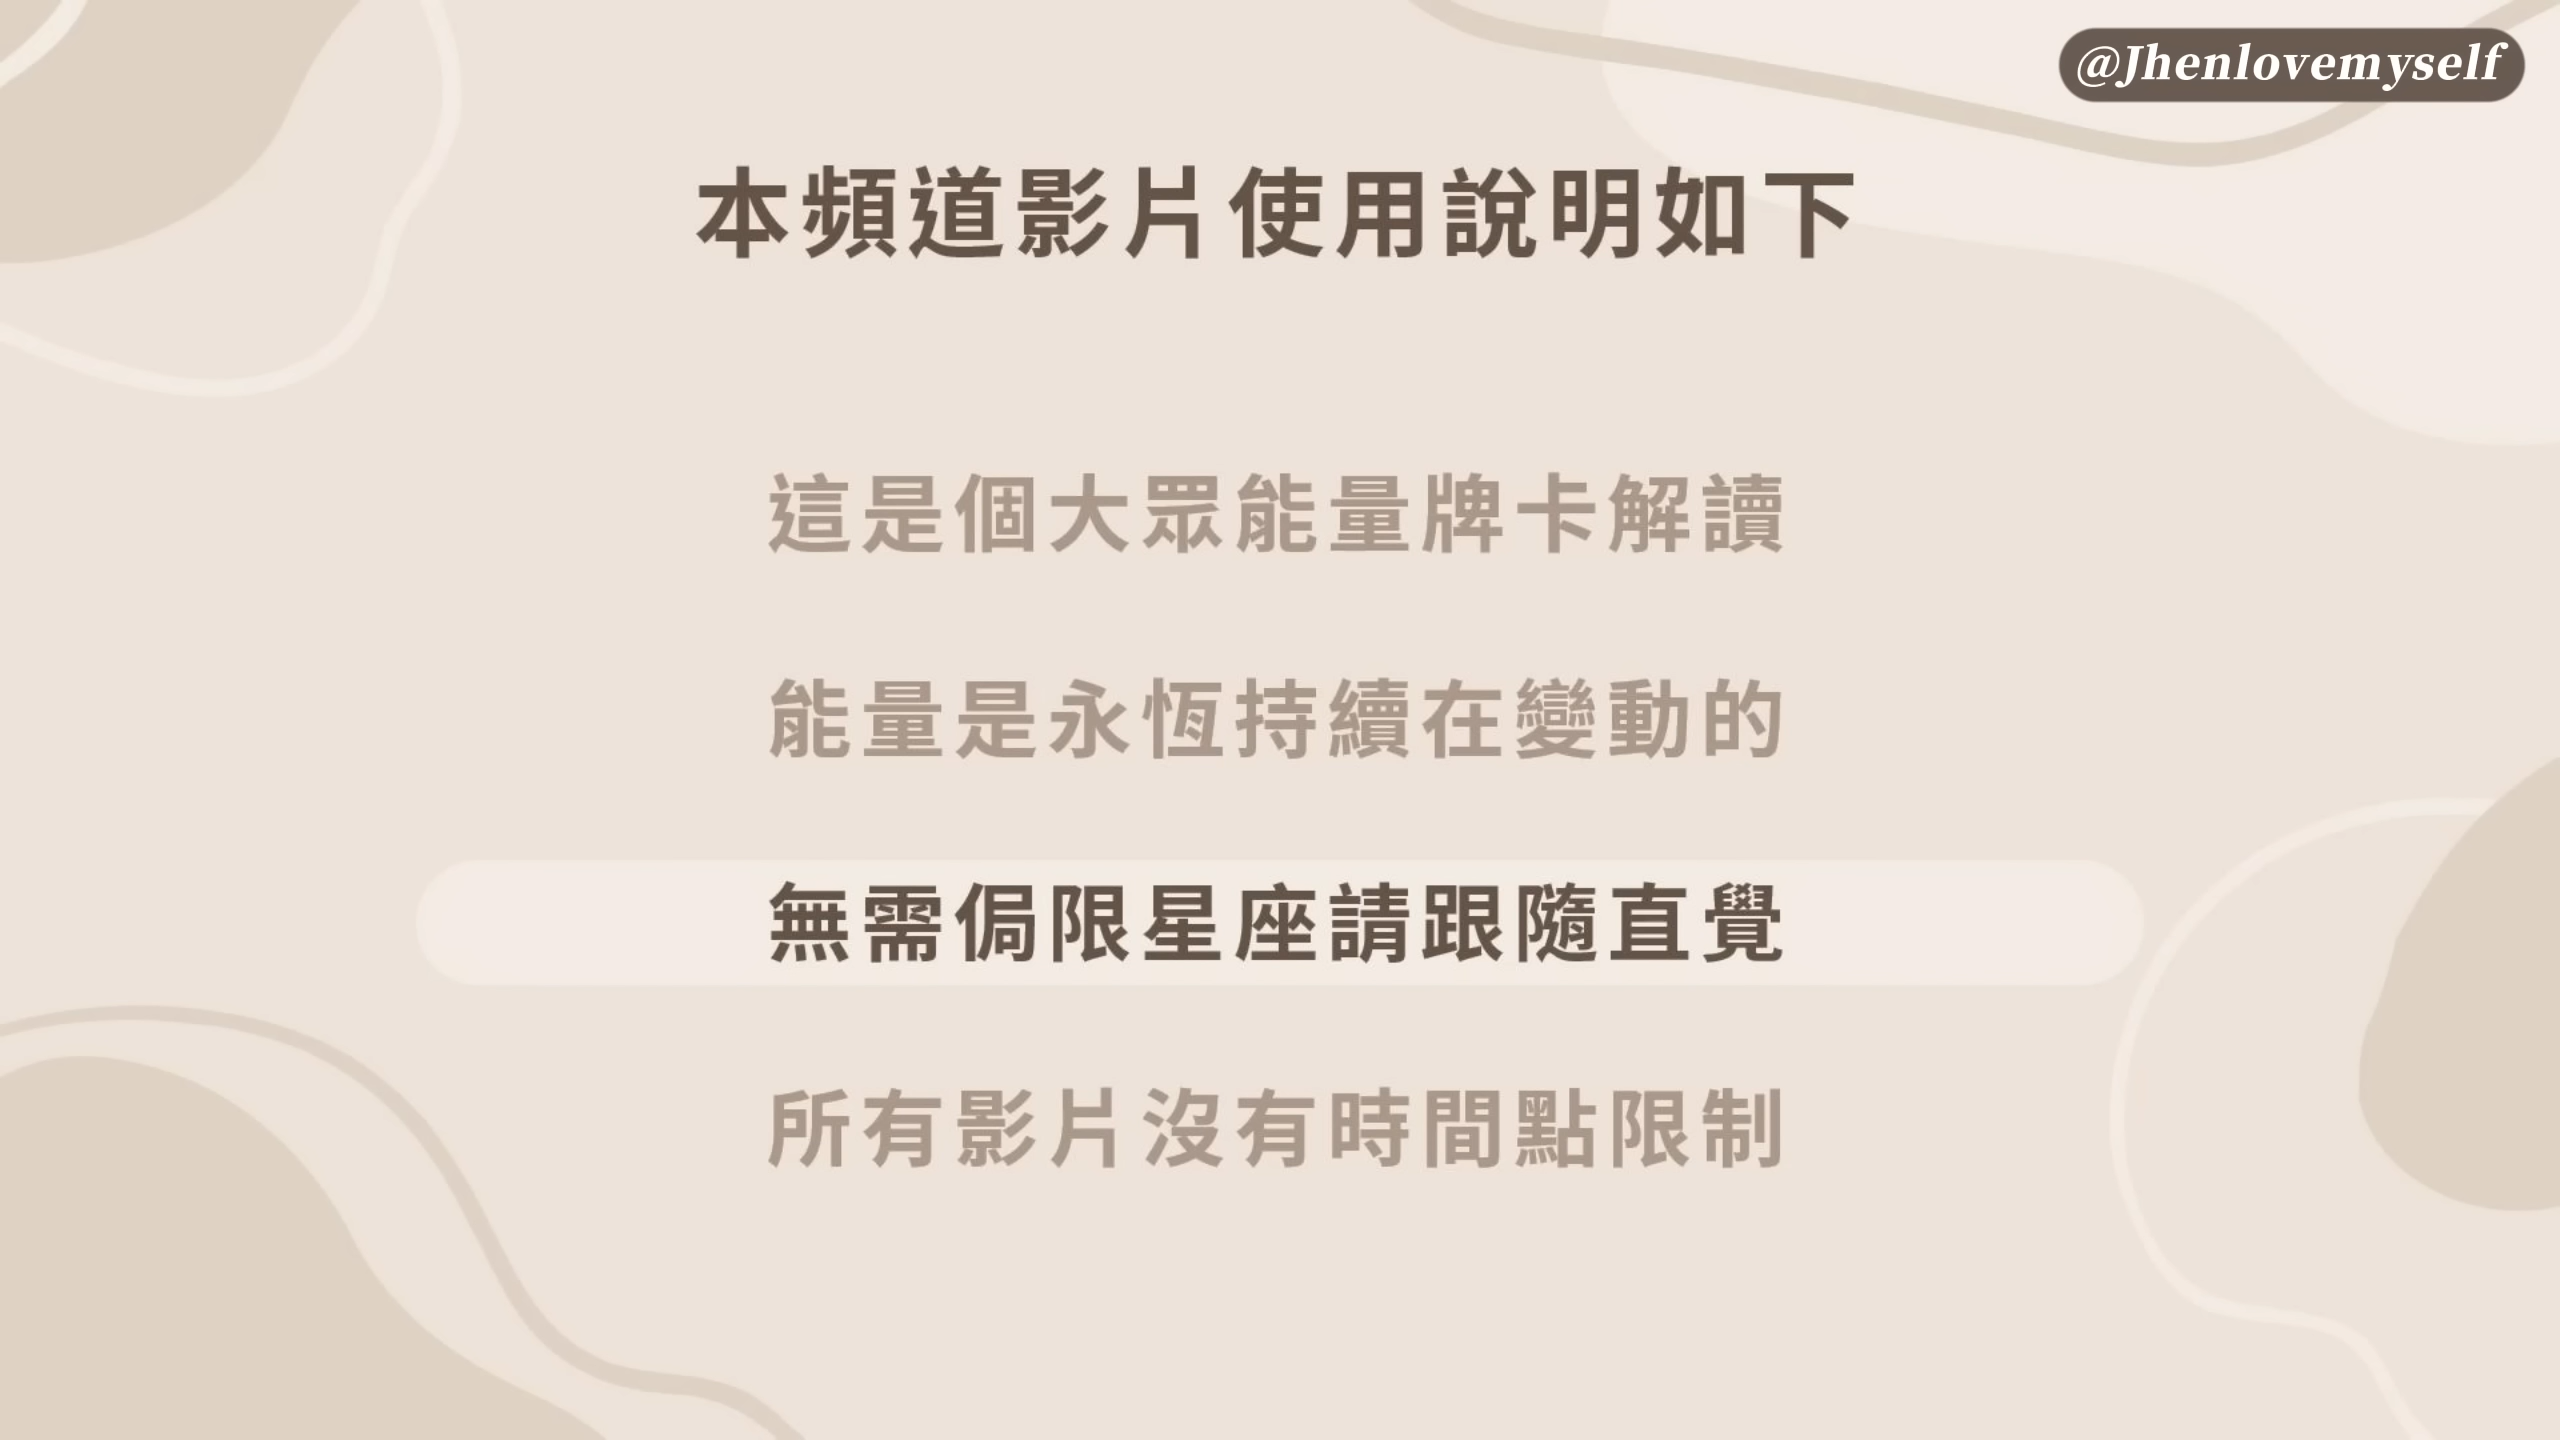 @Jhenlovemyself
本頻道影片使用說明如下
這是個大眾能量牌卡解讀
能量是永恆持續在變動的
無需侷限星座請跟隨直覺
所有影片沒有時間點限制